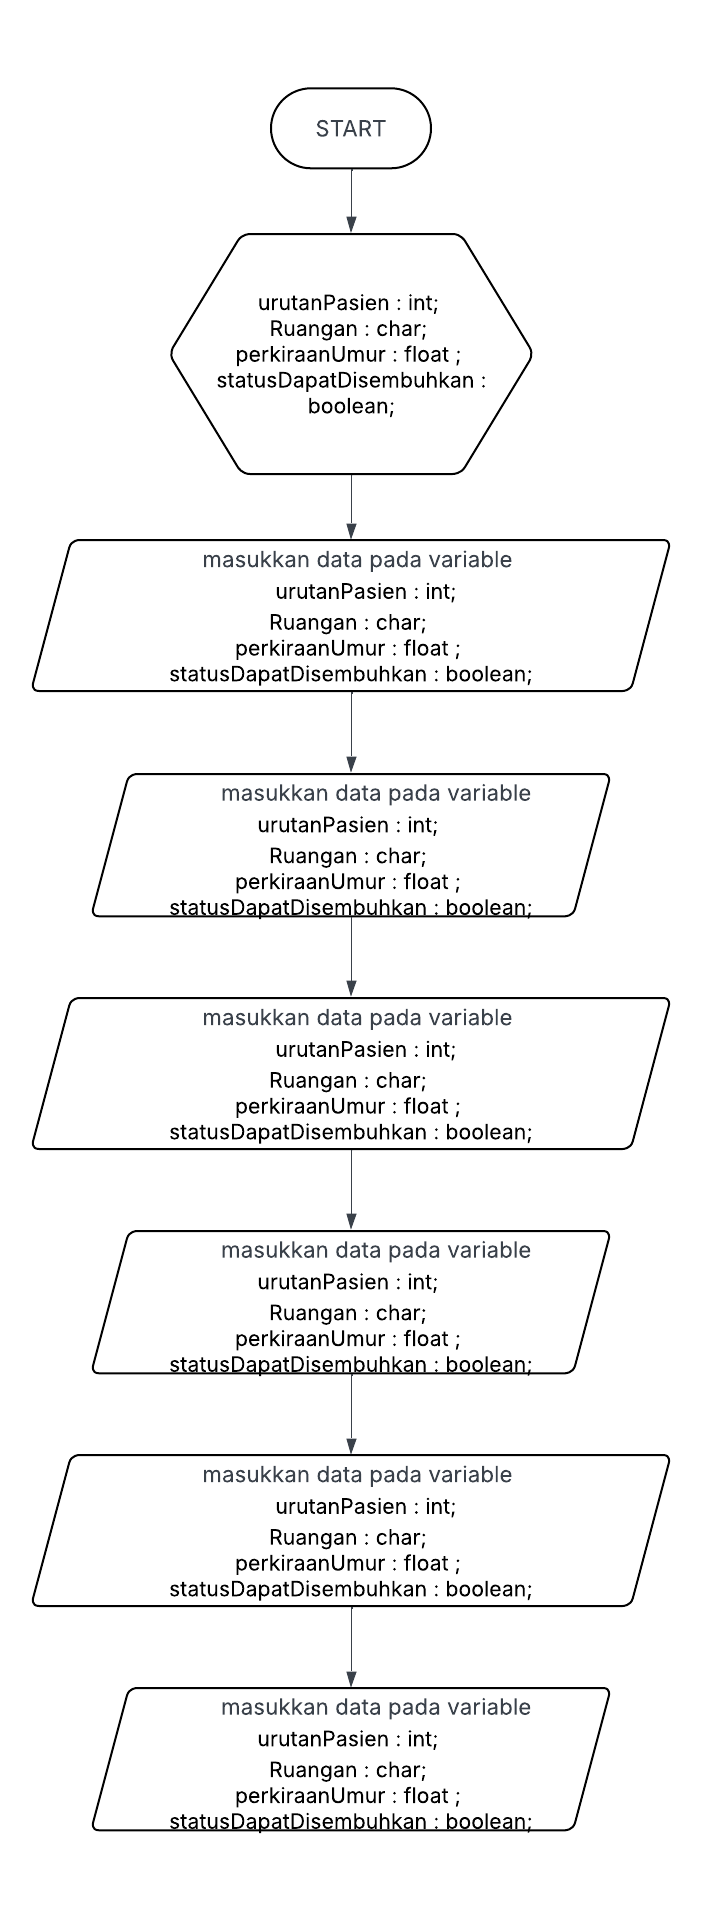 START
urutanPasien : int;
Ruangan : char;
perkiraanUmur : float ;
statusDapatDisembuhkan :
boolean;
masukkan data pada variable
urutanPasien : int;
Ruangan : char;
perkiraanUmur : float ;
statusDapatDisembuhkan : boolean;
masukkan data pada variable
urutanPasien : int;
Ruangan : char;
perkiraanUmur : float ;
statusDapatDisembuhkan : boolean;
masukkan data pada variable
urutanPasien : int;
Ruangan : char;
perkiraanUmur : float ;
statusDapatDisembuhkan : boolean;
masukkan data pada variable
urutanPasien : int;
Ruangan : char;
perkiraanUmur : float ;
statusDapatDisembuhkan : boolean;
masukkan data pada variable
urutanPasien : int;
Ruangan : char;
perkiraanUmur : float ;
statusDapatDisembuhkan : boolean;
masukkan data pada variable
urutanPasien : int;
Ruangan : char;
perkiraanUmur : float ;
statusDapatDisembuhkan : boolean;